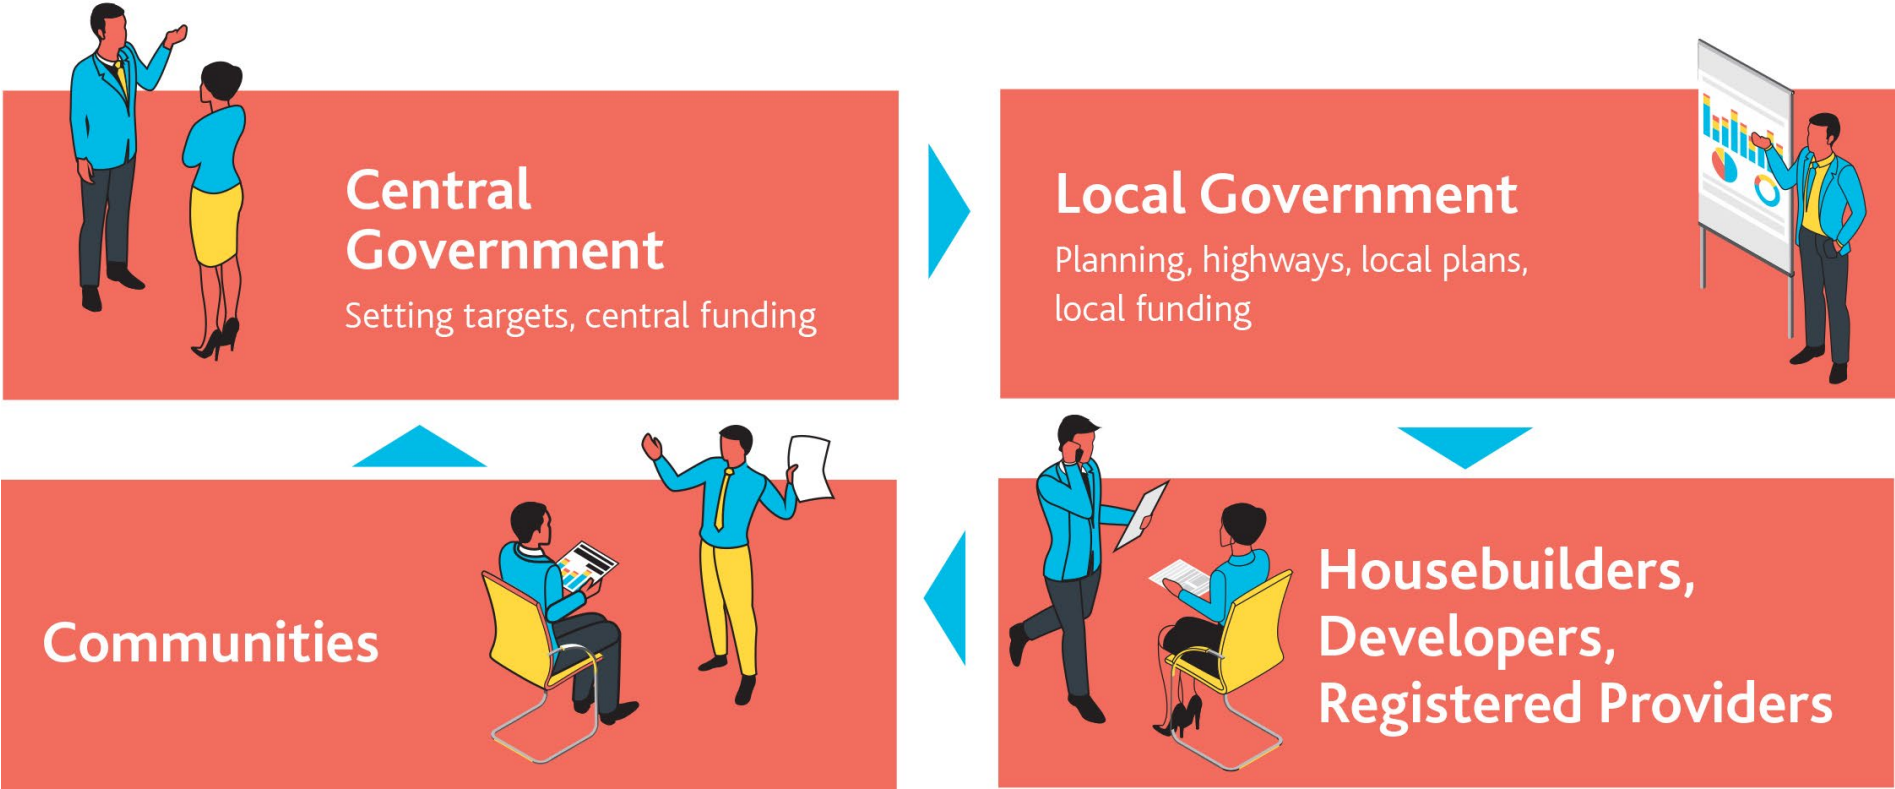 Central
Government
Setting targets, central funding
Local Government
Planning, highways, local plans,
local funding
Housebuilders,
Developers,
Registered Providers
Communities